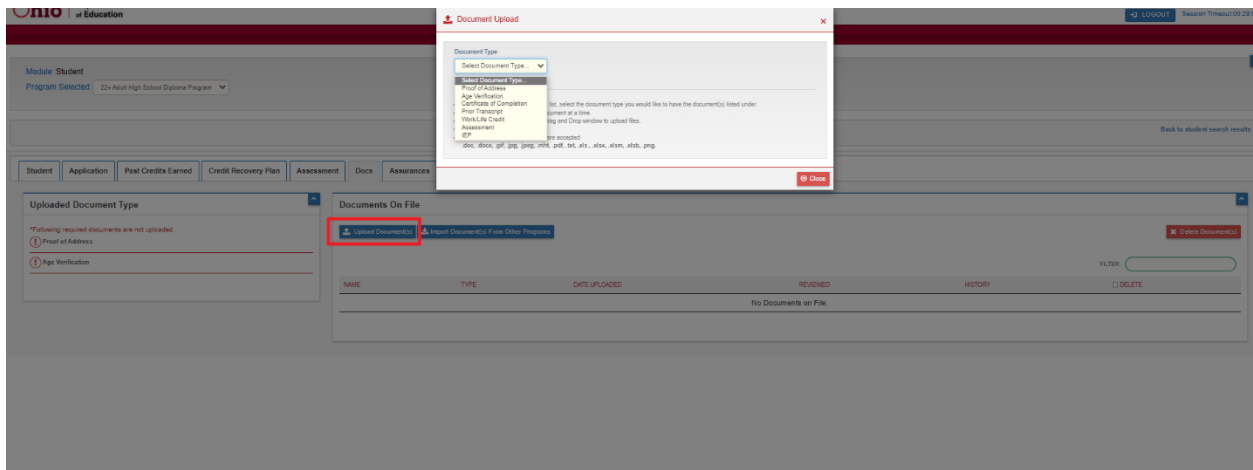 Ohio | of Education
Document Upload
×
LOGOUT Session Timeout:00:28:
Document Type
Select Document Type...
Select Document Type...
Proof of Address
Age Verification
Certificate of Completion
Prior Transcript
Work/Life Credit
Assessment
IEP
list, select the document type you would like to have the document(s) listed under.
ocument at a time.
rag and Drop window to upload files.
are accepted
.doc, .docx, .gif, .jpg, .jpeg, .mht, .pdf, .txt, .xls , .xlsx, .xlsm, .xlsb, .png.
Close
Module: Student
Program Selected: 22+ Adult High School Diploma Program
Back to student search results
Student Application Past Credits Earned Credit Recovery Plan Assessment Docs Assurances
Uploaded Document Type
*Following required documents are not uploaded.
Proof of Address
Age Verification
Documents On File
Upload Document(s) Import Document(s) From Other Programs Delete Document(s)
FILTER:
NAME TYPE DATE UPLOADED REVIEWED HISTORY DELETE
No Documents on File.